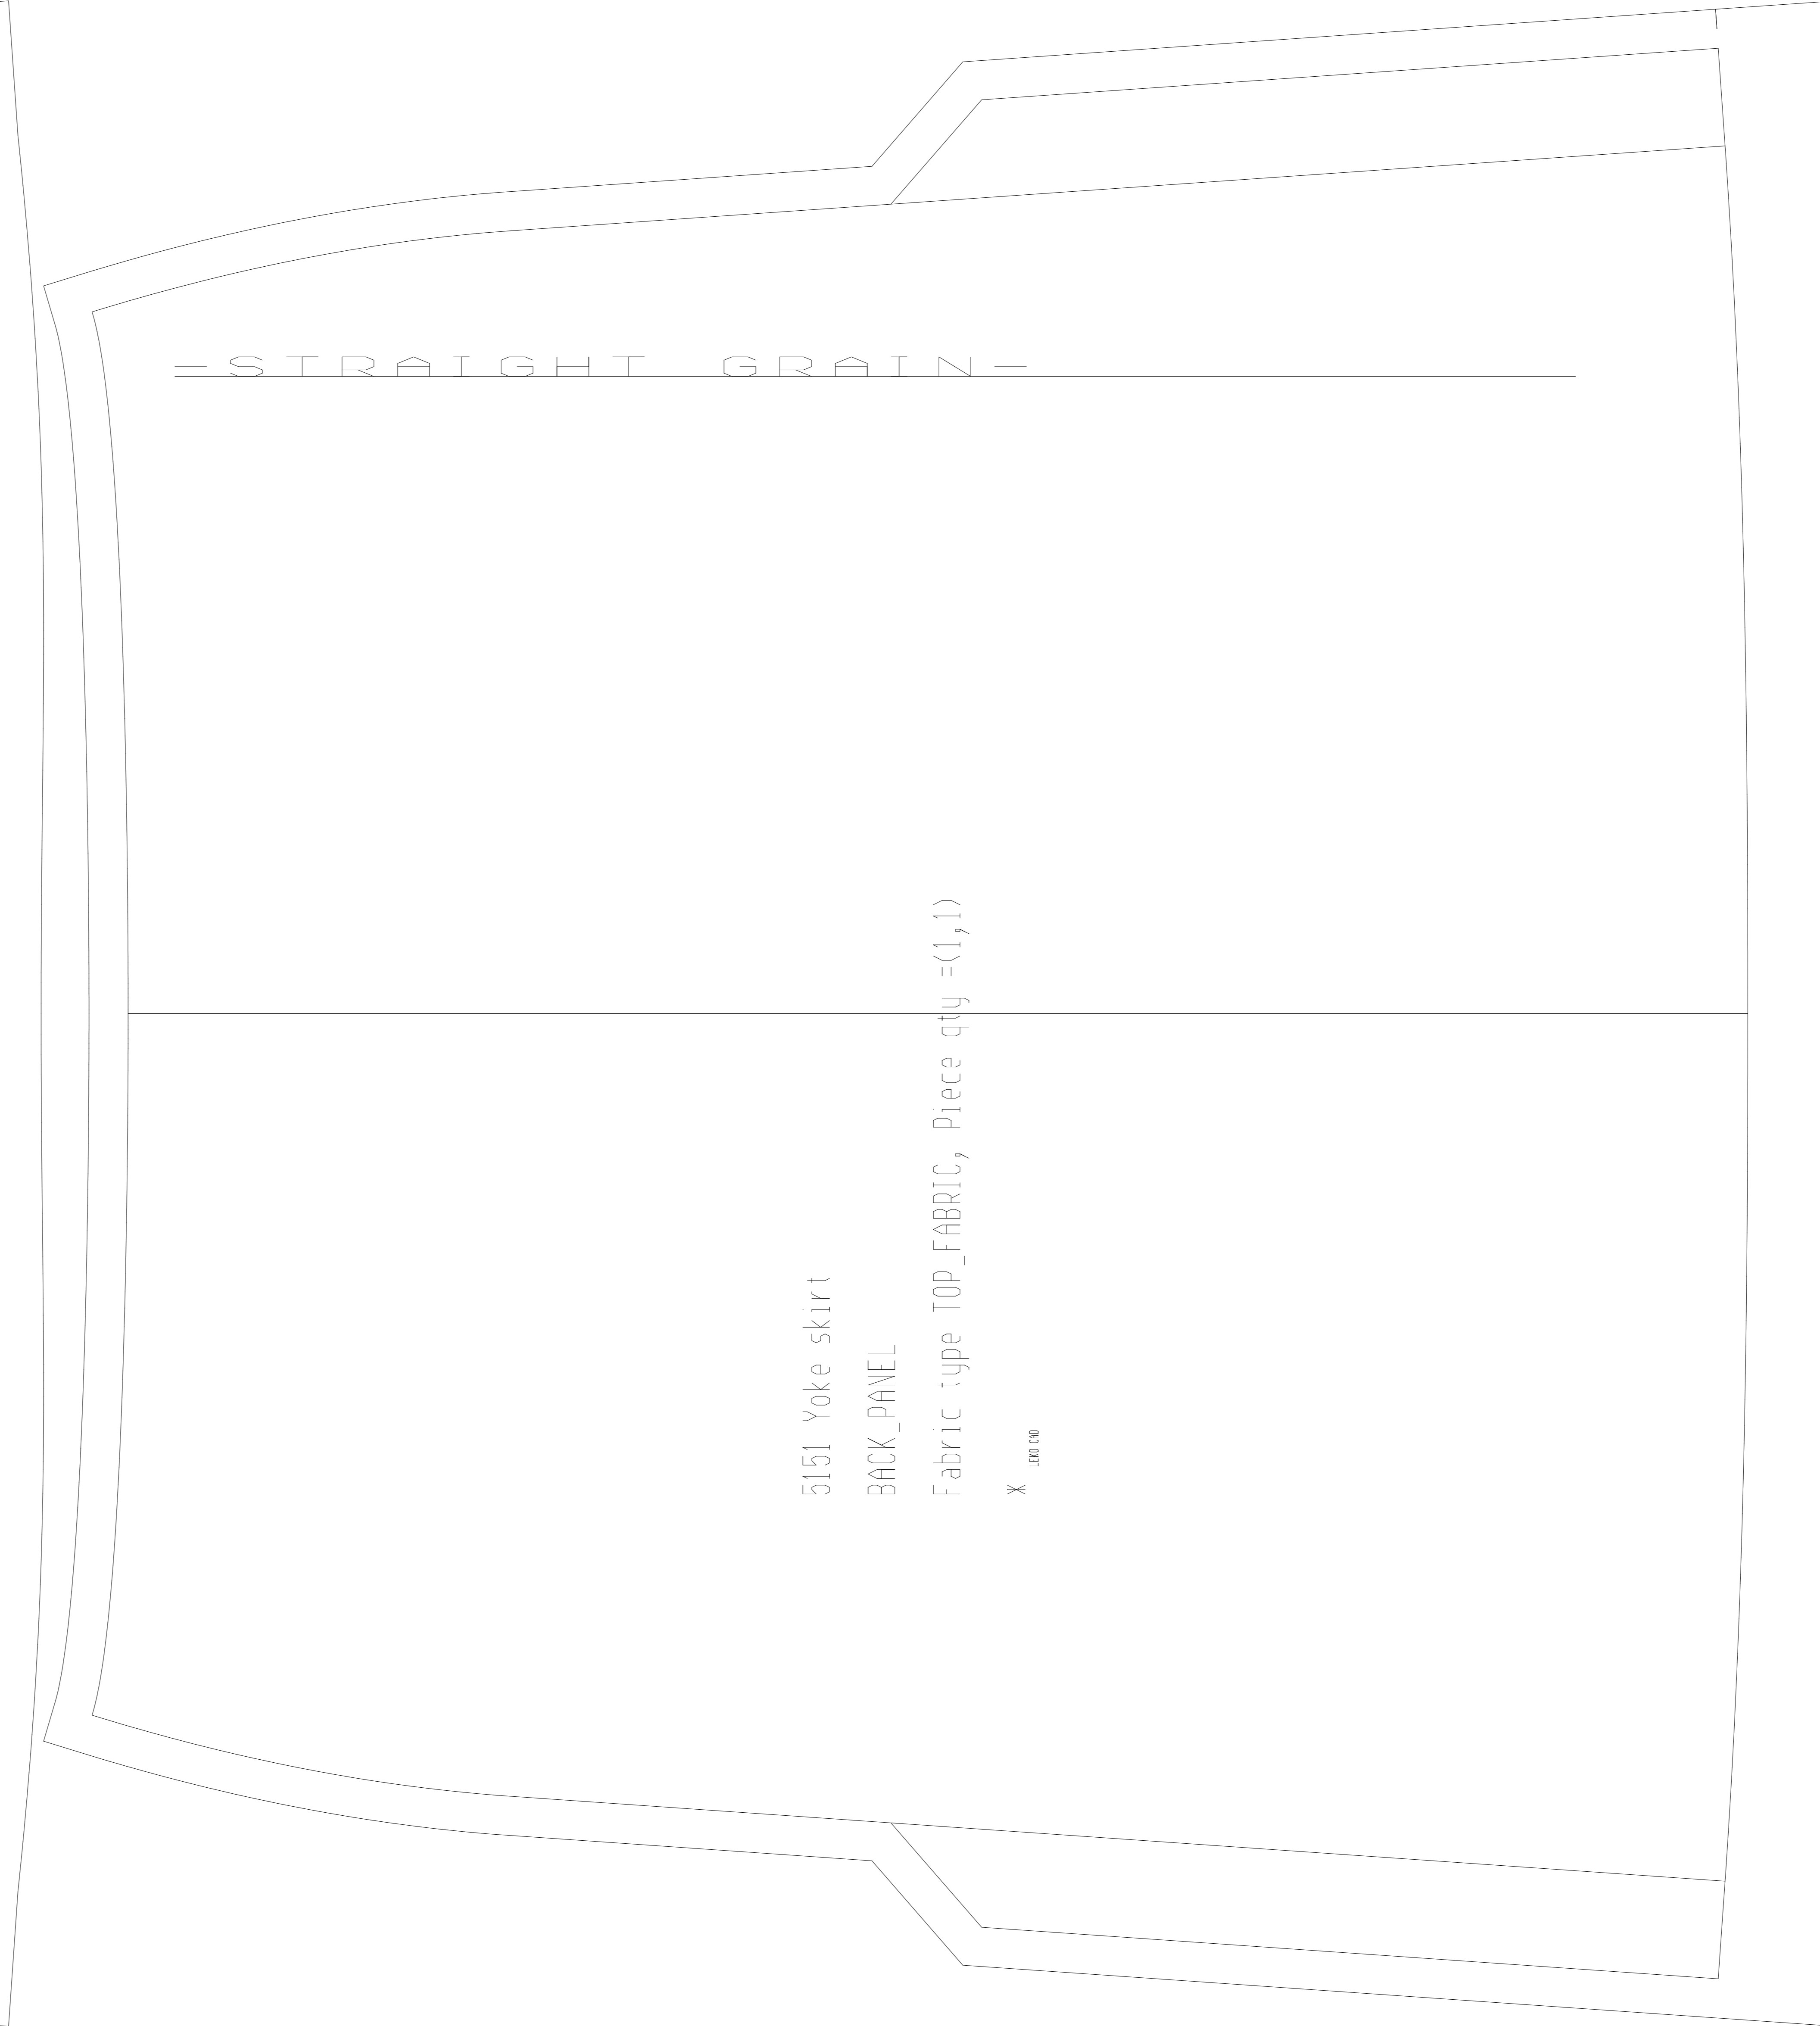 -STRAIGHT GRAIN-
5151 Yoke skirt
BACK_PANEL
Fabric type TOP_FABRIC, Piece qty =(1,1)
*
LEKO CAD